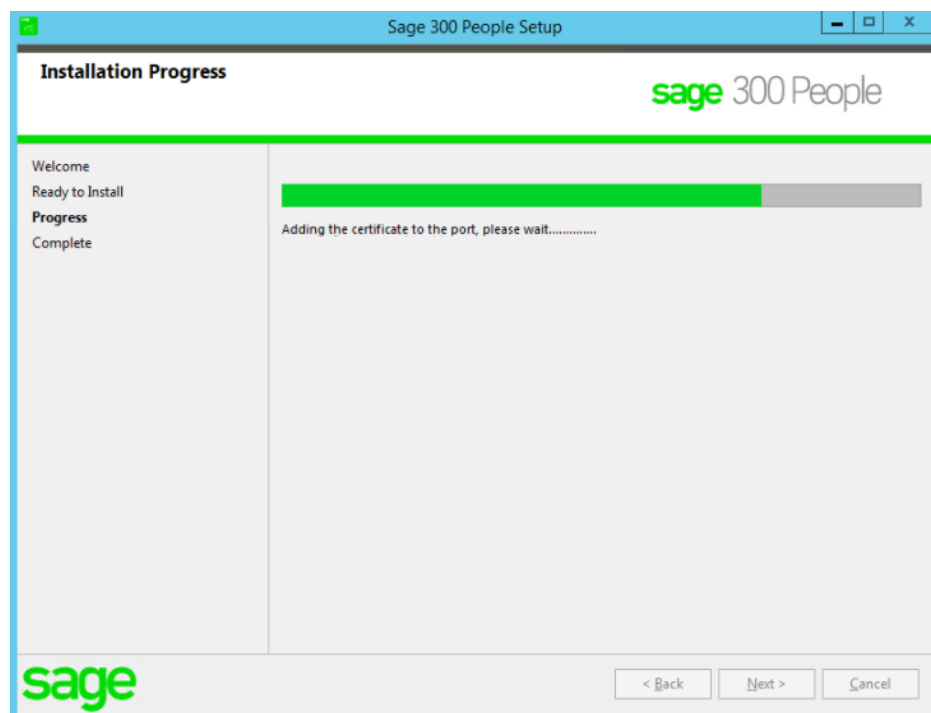 Sage 300 People Setup
Installation Progress
sage 300 People
Welcome
Ready to Install
Progress
Complete
Adding the certificate to the port, please wait.............
sage
< Back
Next >
Cancel